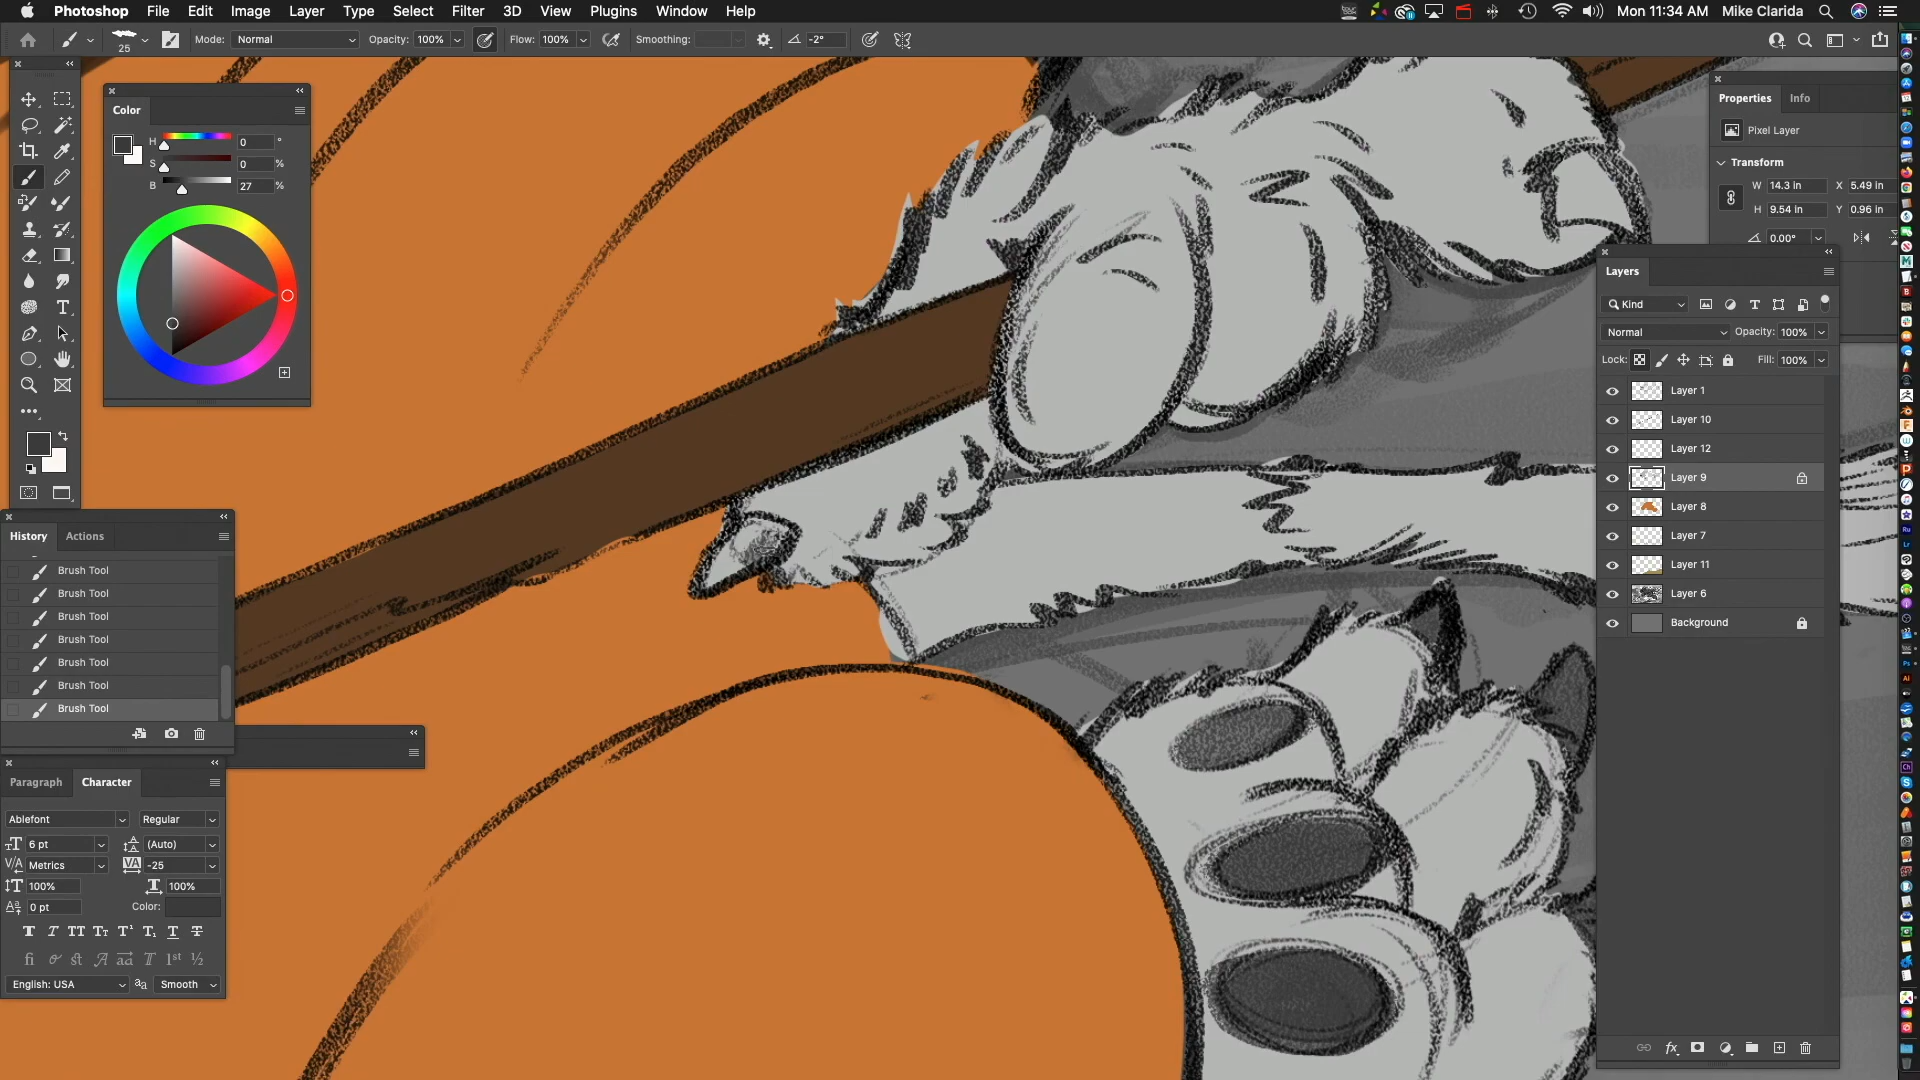 Photoshop File Edit Image Layer Type Select Filter 3D View Plugins Window Help Mon 11:34 AM Mike Clarida
25 Mode: Normal Opacity: 100% Flow: 100% Smoothing: -2°
Color
H 0 °
S 0 %
B 27 %
History Actions
Brush Tool
Brush Tool
Brush Tool
Brush Tool
Brush Tool
Brush Tool
Brush Tool
Paragraph Character
Ablefont Regular
6 pt (Auto)
Metrics -25
100% 100%
0 pt Color:
English: USA Smooth
Properties Info
Pixel Layer
Transform
W 14.3 in X 5.49 in
H 9.54 in Y 0.96 in
0.00°
Layers
Kind
Normal Opacity: 100%
Lock: Fill: 100%
Layer 1
Layer 10
Layer 12
Layer 9
Layer 8
Layer 7
Layer 11
Layer 6
Background